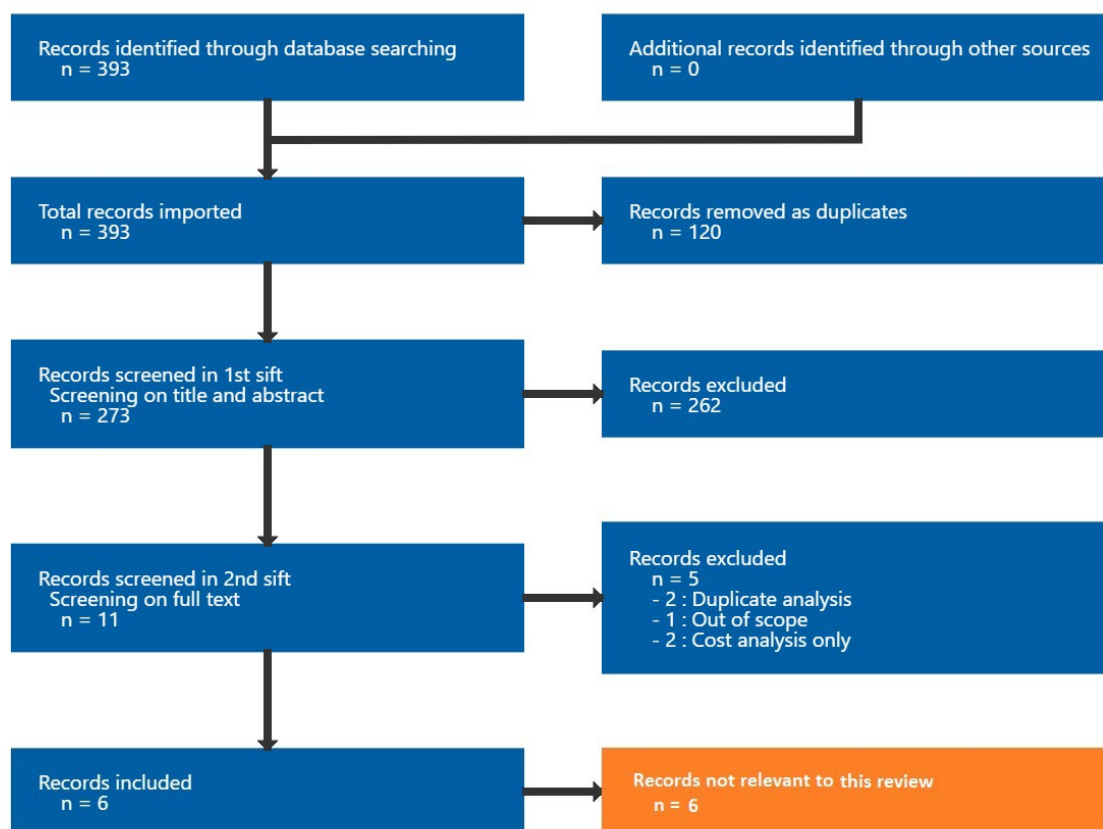 Records identified through database searching
n = 393
Additional records identified through other sources
n = 0
Total records imported
n = 393
Records removed as duplicates
n = 120
Records screened in 1st sift
Screening on title and abstract
n = 273
Records excluded
n = 262
Records screened in 2nd sift
Screening on full text
n = 11
Records excluded
n = 5
- 2 : Duplicate analysis
- 1 : Out of scope
- 2 : Cost analysis only
Records included
n = 6
Records not relevant to this review
n = 6